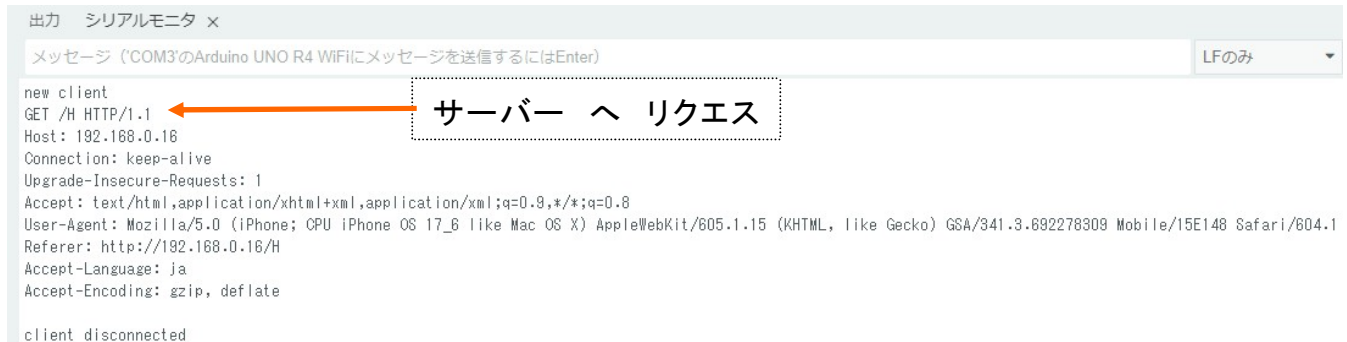 出力 シリアルモニタ ×
メッセージ（'COM3'のArduino UNO R4 WiFiにメッセージを送信するにはEnter） LFのみ
new client
GET /H HTTP/1.1
サーバー へ リクエス
Host: 192.168.0.16
Connection: keep-alive
Upgrade-Insecure-Requests: 1
Accept: text/html,application/xhtml+xml,application/xml;q=0.9,*/*;q=0.8
User-Agent: Mozilla/5.0 (iPhone; CPU iPhone OS 17_6 like Mac OS X) AppleWebKit/605.1.15 (KHTML, like Gecko) GSA/341.3.692278309 Mobile/15E148 Safari/604.1
Referer: http://192.168.0.16/H
Accept-Language: ja
Accept-Encoding: gzip, deflate
client disconnected